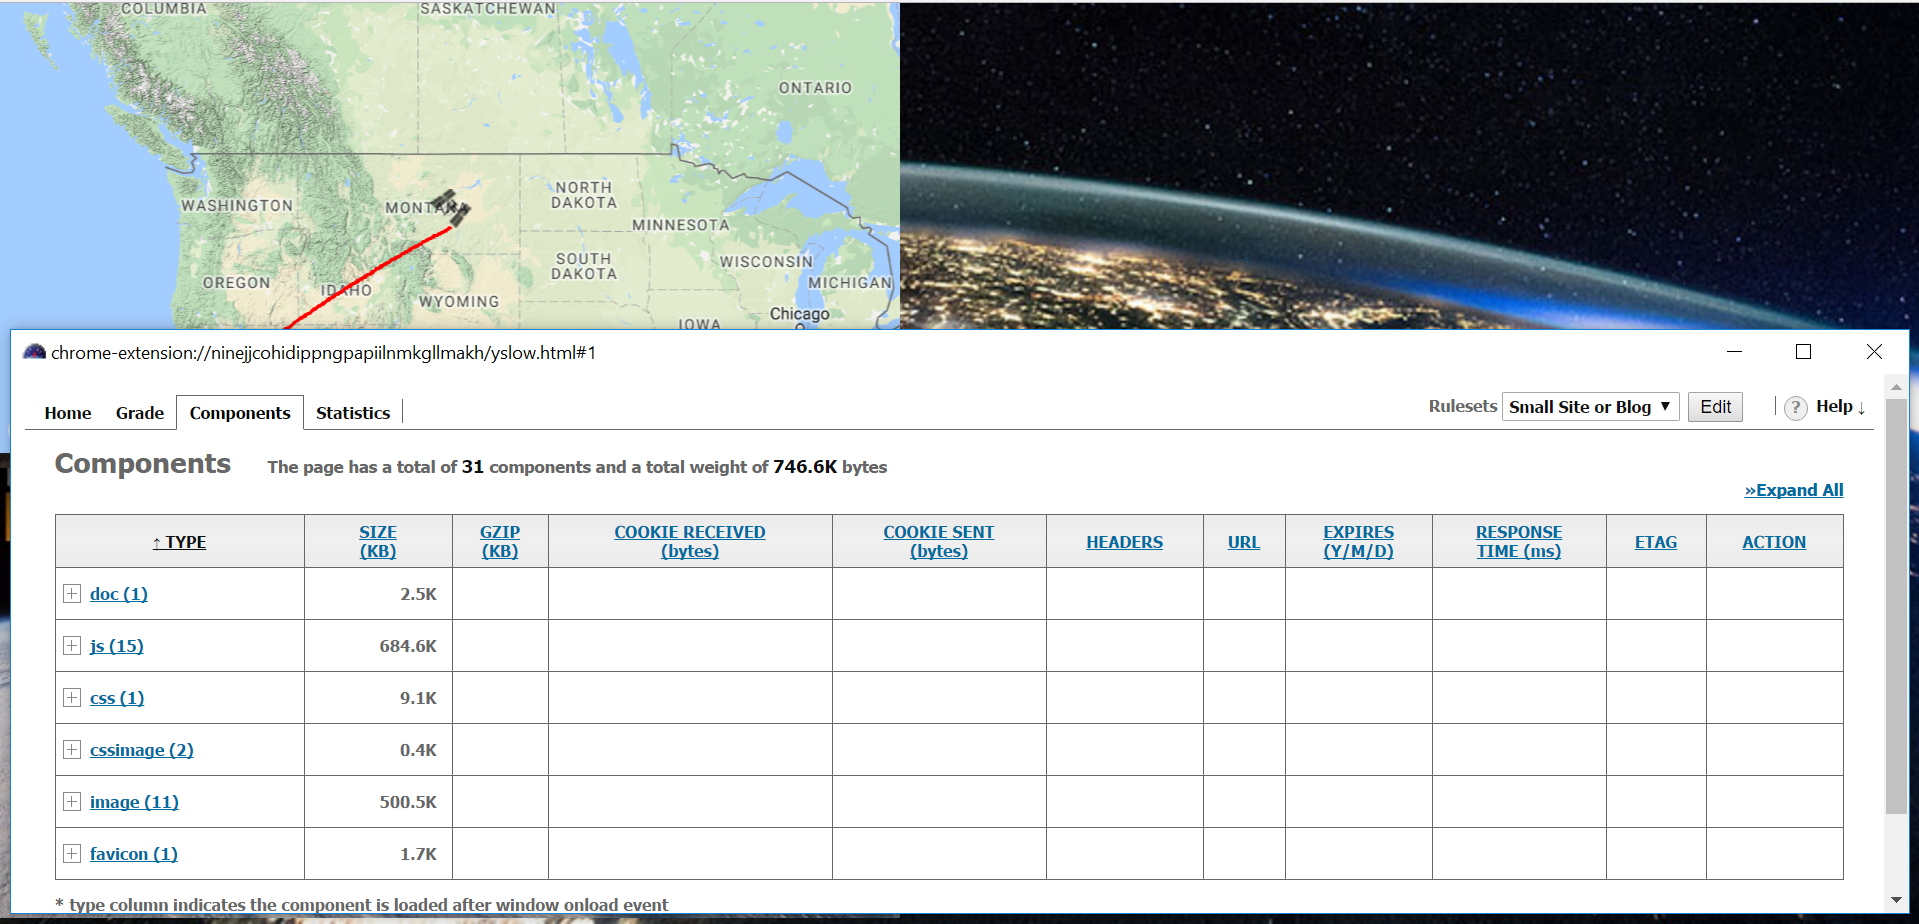 COLUMBIA
SASKATCHEWAN
ONTARIO
WASHINGTON
MONTANA
NORTH
DAKOTA
MINNESOTA
OREGON
IDAHO
SOUTH
DAKOTA
WISCONSIN
WYOMING
MICHIGAN
Chicago
IOWA
chrome-extension://ninejjcohidippngpapiilnmkgllmakh/yslow.html#1
Home Grade Components Statistics Rulesets Small Site or Blog ▼ Edit ? Help ↓
Components The page has a total of 31 components and a total weight of 746.6K bytes
»Expand All
↑ TYPE SIZE (KB) GZIP (KB) COOKIE RECEIVED (bytes) COOKIE SENT (bytes) HEADERS URL EXPIRES (Y/M/D) RESPONSE TIME (ms) ETAG ACTION
doc (1) 2.5K
js (15) 684.6K
css (1) 9.1K
cssimage (2) 0.4K
image (11) 500.5K
favicon (1) 1.7K
* type column indicates the component is loaded after window onload event